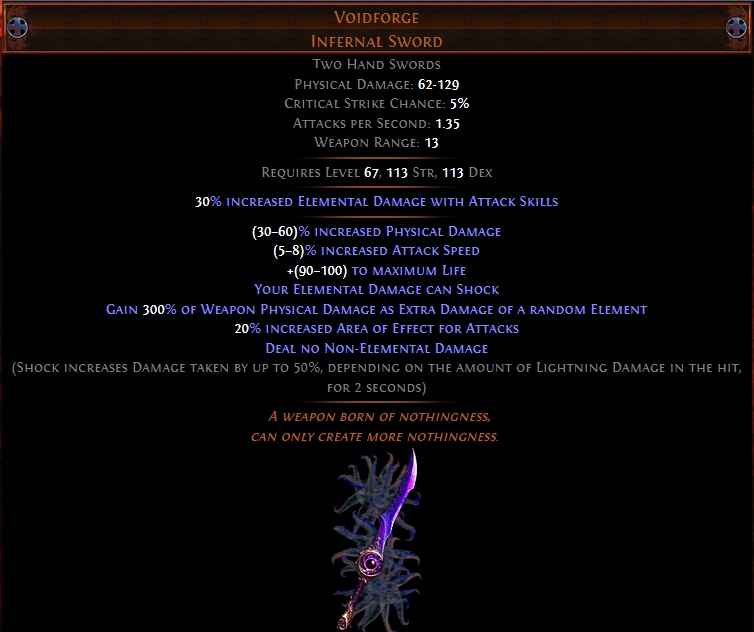 Voidforge
Infernal Sword
Two Hand Swords
Physical Damage: 62-129
Critical Strike Chance: 5%
Attacks per Second: 1.35
Weapon Range: 13
Requires Level 67, 113 Str, 113 Dex
30% increased Elemental Damage with Attack Skills
(30–60)% increased Physical Damage
(5–8)% increased Attack Speed
+(90–100) to maximum Life
Your Elemental Damage can Shock
Gain 300% of Weapon Physical Damage as Extra Damage of a random Element
20% increased Area of Effect for Attacks
Deal no Non-Elemental Damage
(Shock increases Damage taken by up to 50%, depending on the amount of Lightning Damage in the hit,
for 2 seconds)
A weapon born of nothingness,
can only create more nothingness.